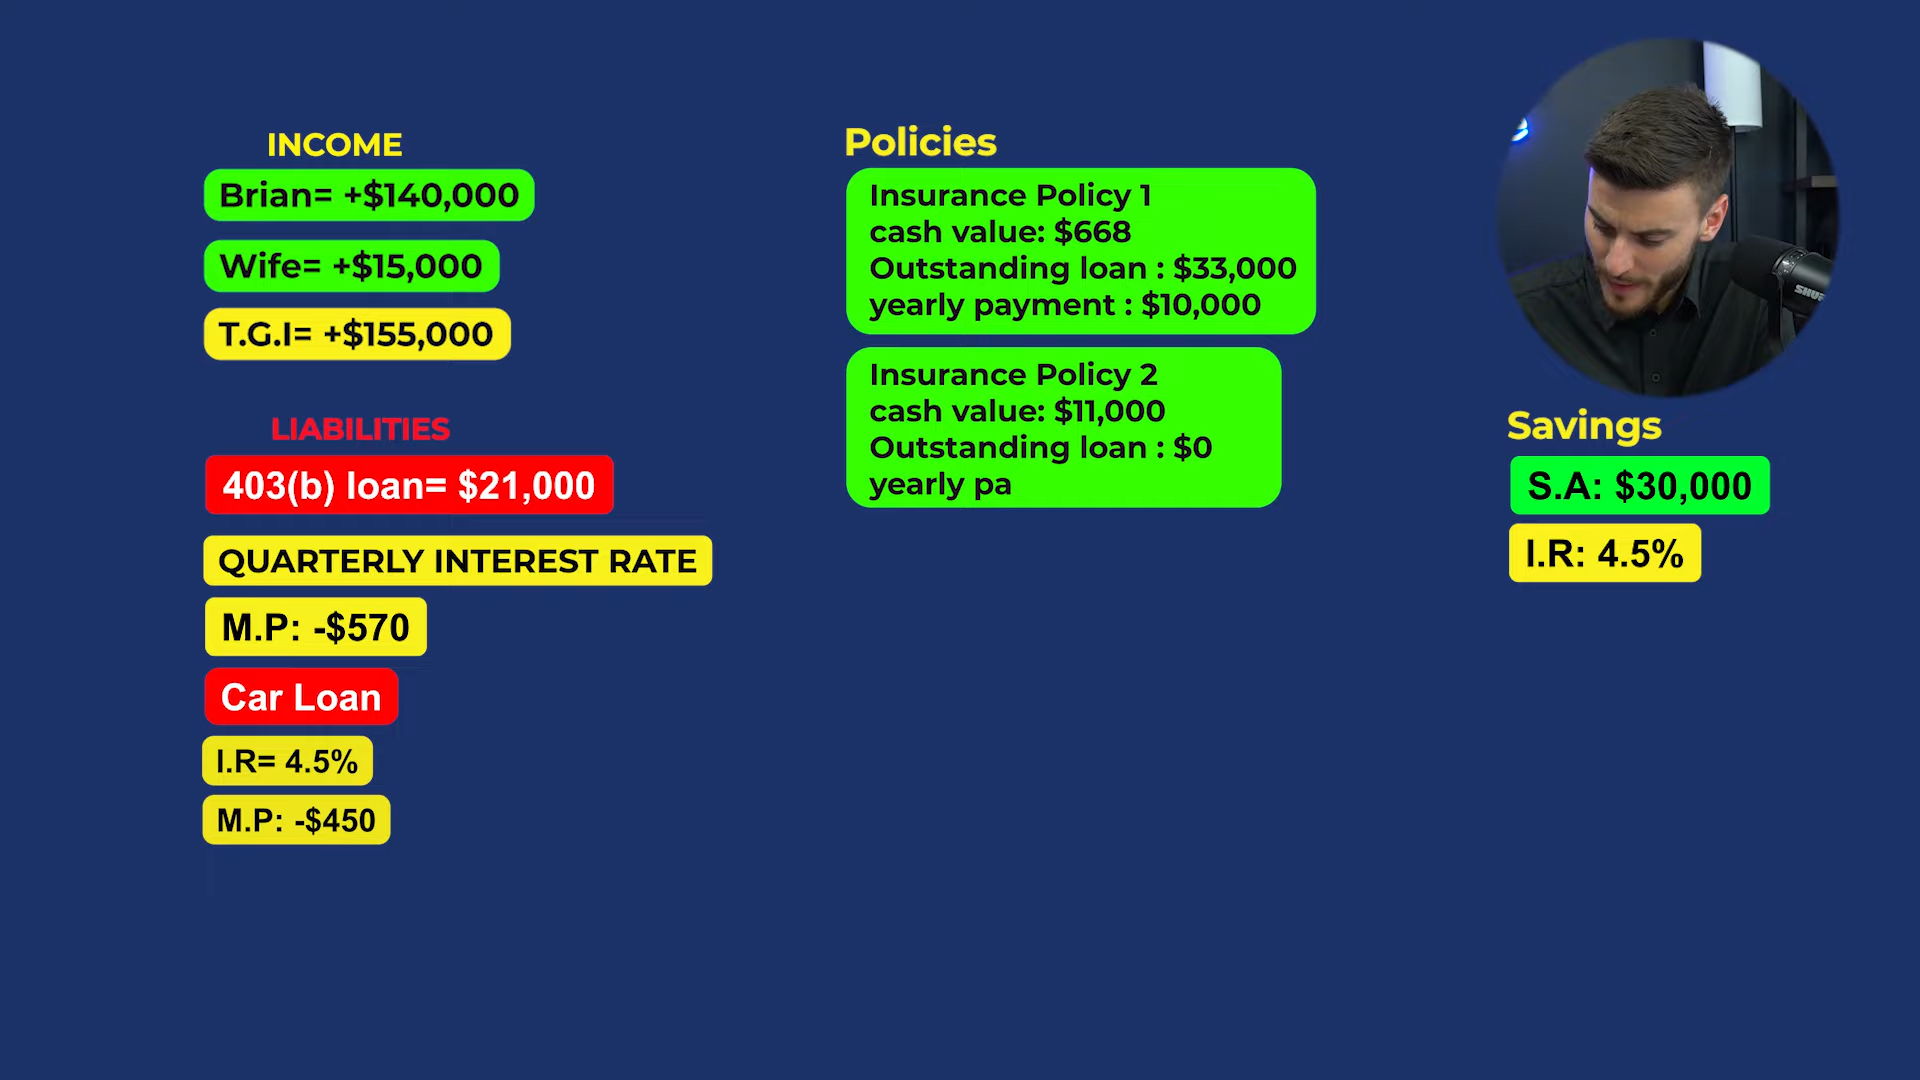 INCOME
Brian= +$140,000
Wife= +$15,000
T.G.I= +$155,000
LIABILITIES
403(b) loan= $21,000
QUARTERLY INTEREST RATE
M.P: -$570
Car Loan
I.R= 4.5%
M.P: -$450
Policies
Insurance Policy 1
cash value: $668
Outstanding loan : $33,000
yearly payment : $10,000
Insurance Policy 2
cash value: $11,000
Outstanding loan : $0
yearly pa
Savings
S.A: $30,000
I.R: 4.5%